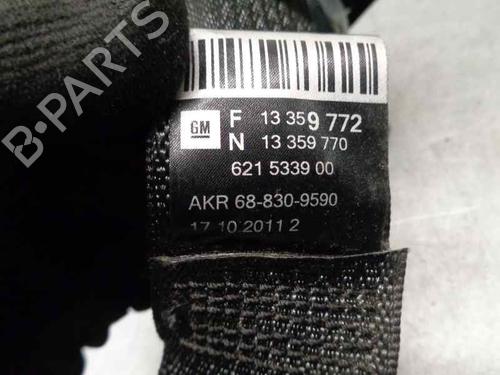 GM
F 13 359 772
N 13 359 770
621 5339 00
AKR 68-830-9590
17.10.2011 2
B-PARTS